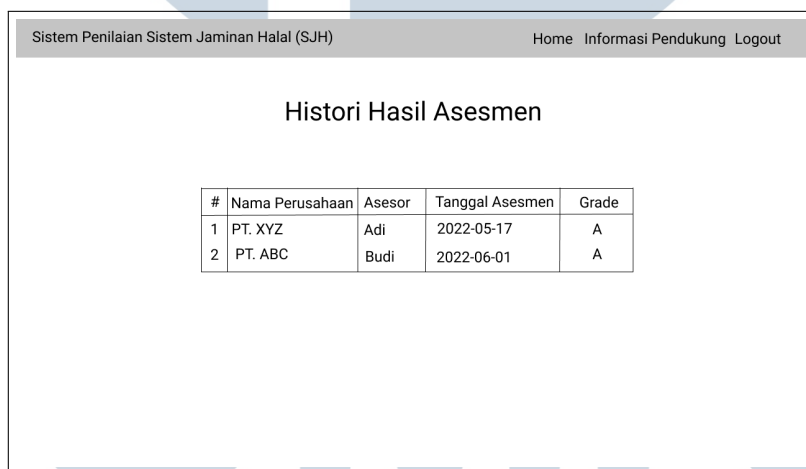 Sistem Penilaian Sistem Jaminan Halal (SJH) Home Informasi Pendukung Logout
Histori Hasil Asesmen
# Nama Perusahaan Asesor Tanggal Asesmen Grade
1 PT. XYZ Adi 2022-05-17 A
2 PT. ABC Budi 2022-06-01 A